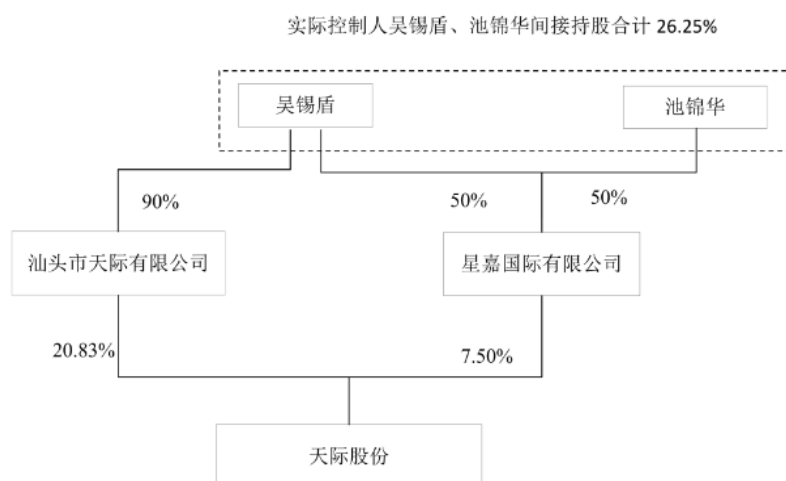 实际控制人吴锡盾、池锦华间接持股合计 26.25%
吴锡盾
池锦华
90%
50%
50%
汕头市天际有限公司
星嘉国际有限公司
20.83%
7.50%
天际股份